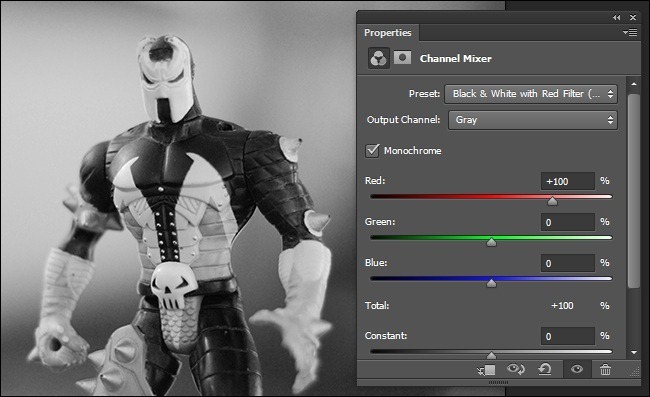 Properties
Channel Mixer
Preset: Black & White with Red Filter (...
Output Channel: Gray
Monochrome
Red: +100 %
Green: 0 %
Blue: 0 %
Total: +100 %
Constant: 0 %